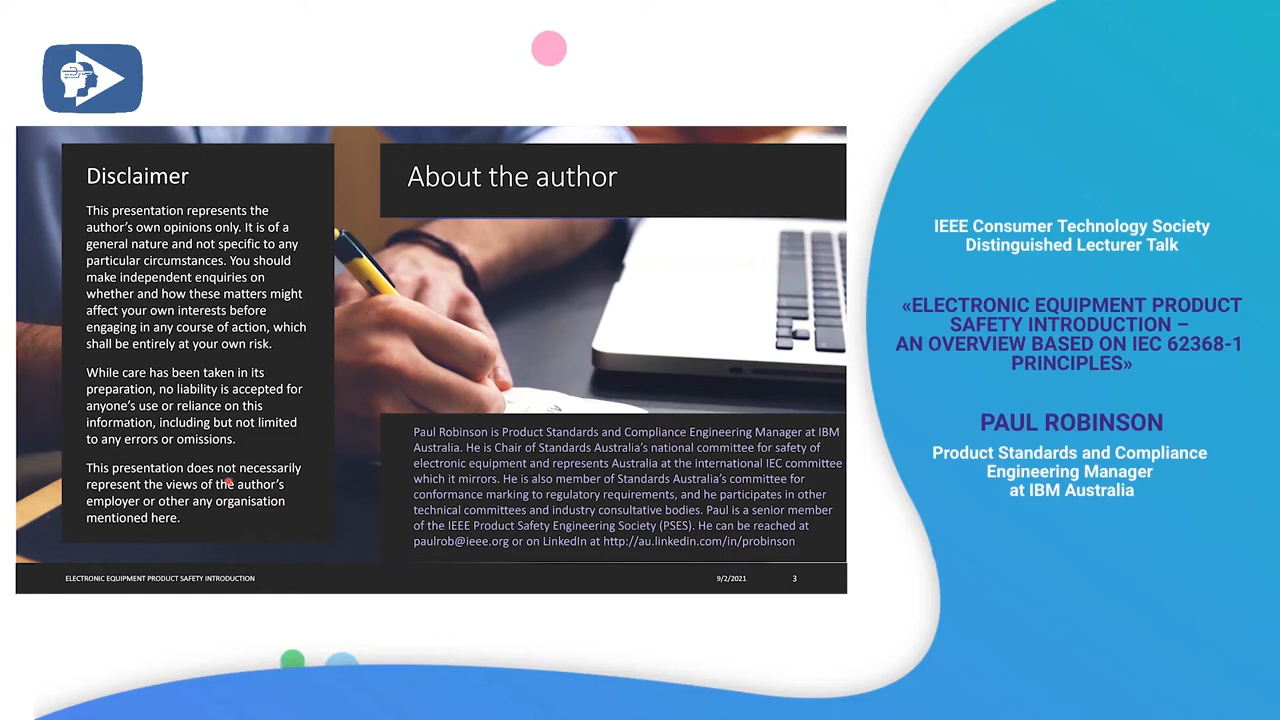 Disclaimer
This presentation represents the
author's own opinions only. It is of a
general nature and not specific to any
particular circumstances. You should
make independent enquiries on
whether and how these matters might
affect your own interests before
engaging in any course of action, which
shall be entirely at your own risk.
While care has been taken in its
preparation, no liability is accepted for
anyone's use or reliance on this
information, including but not limited
to any errors or omissions.
This presentation does not necessarily
represent the views of the author's
employer or other any organisation
mentioned here.
About the author
Paul Robinson is Product Standards and Compliance Engineering Manager at IBM
Australia. He is Chair of Standards Australia's national committee for safety of
electronic equipment and represents Australia at the international IEC committee
which it mirrors. He is also member of Standards Australia's committee for
conformance marking to regulatory requirements, and he participates in other
technical committees and industry consultative bodies. Paul is a senior member
of the IEEE Product Safety Engineering Society (PSES). He can be reached at
paulrob@ieee.org or on LinkedIn at http://au.linkedin.com/in/probinson
ELECTRONIC EQUIPMENT PRODUCT SAFETY INTRODUCTION
9/2/2021
3
IEEE Consumer Technology Society
Distinguished Lecturer Talk
«ELECTRONIC EQUIPMENT PRODUCT
SAFETY INTRODUCTION –
AN OVERVIEW BASED ON IEC 62368-1
PRINCIPLES»
PAUL ROBINSON
Product Standards and Compliance
Engineering Manager
at IBM Australia